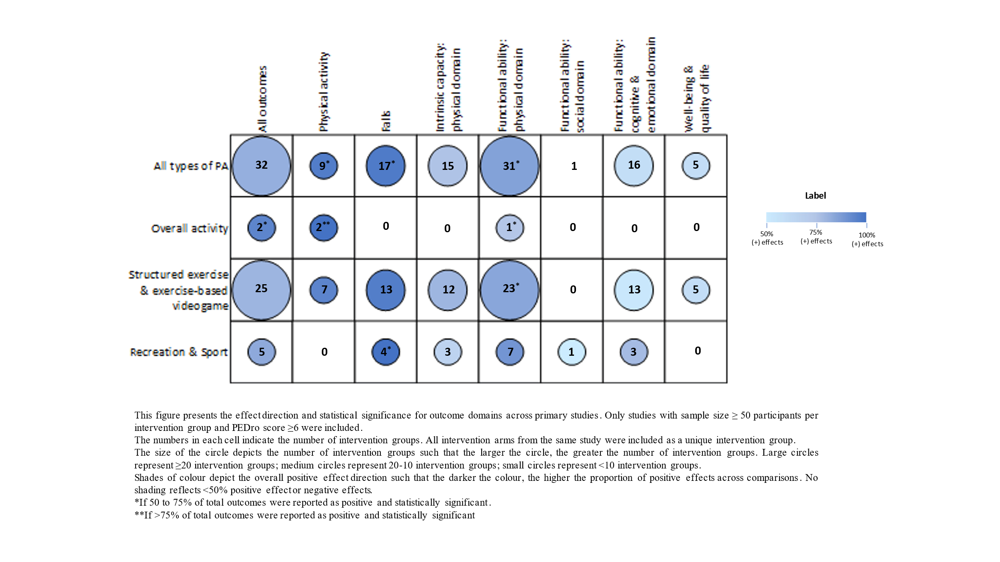 All outcomes
Physical activity
Falls
Intrinsic capacity:
physical domain
Functional ability:
physical domain
Functional ability:
social domain
Functional ability:
cognitive &
emotional domain
Well-being &
quality of life
All types of PA 32 9* 17* 15 31* 1 16 5
Overall activity 2* 2** 0 0 1* 0 0 0
Structured exercise
& exercise-based
videogame
25 7 13 12 23* 0 13 5
Recreation & Sport 5 0 4* 3 7 1 3 0
Label
50%
(+) effects
75%
(+) effects
100%
(+) effects
This figure presents the effect direction and statistical significance for outcome domains across primary studies. Only studies with sample size ≥ 50 participants per
intervention group and PEDro score ≥6 were included.
The numbers in each cell indicate the number of intervention groups. All intervention arms from the same study were included as a unique intervention group.
The size of the circle depicts the number of intervention groups such that the larger the circle, the greater the number of intervention groups. Large circles
represent ≥20 intervention groups; medium circles represent 20-10 intervention groups; small circles represent <10 intervention groups.
Shades of colour depict the overall positive effect direction such that the darker the colour, the higher the proportion of positive effects across comparisons. No
shading reflects <50% positive effect or negative effects.
*If 50 to 75% of total outcomes were reported as positive and statistically significant.
**If >75% of total outcomes were reported as positive and statistically significant